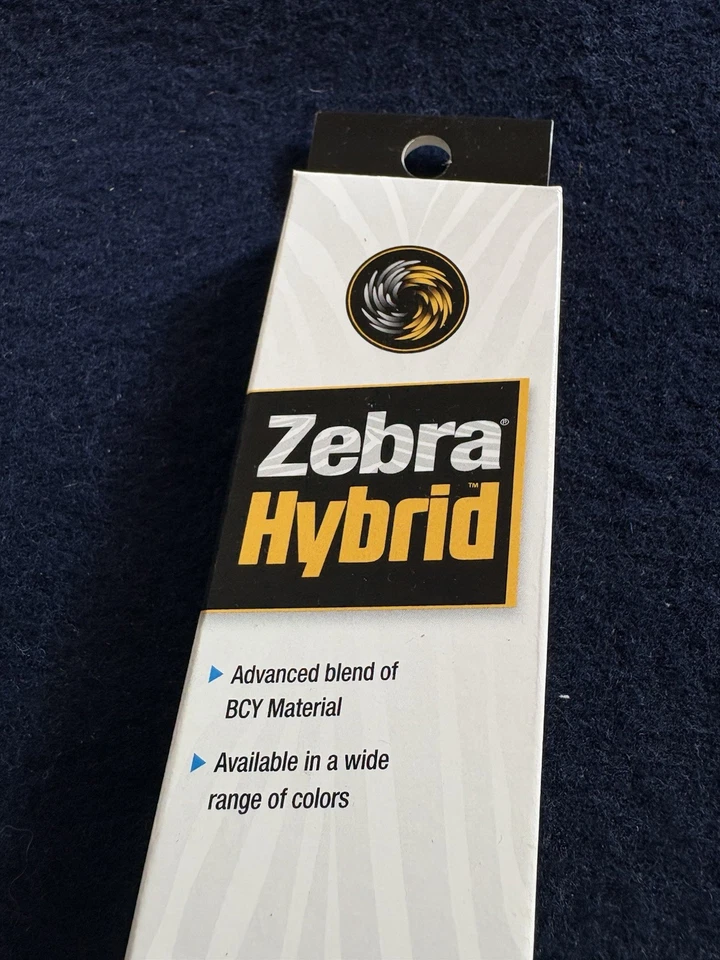 Zebra®
Hybrid™
Advanced blend of
BCY Material
Available in a wide
range of colors